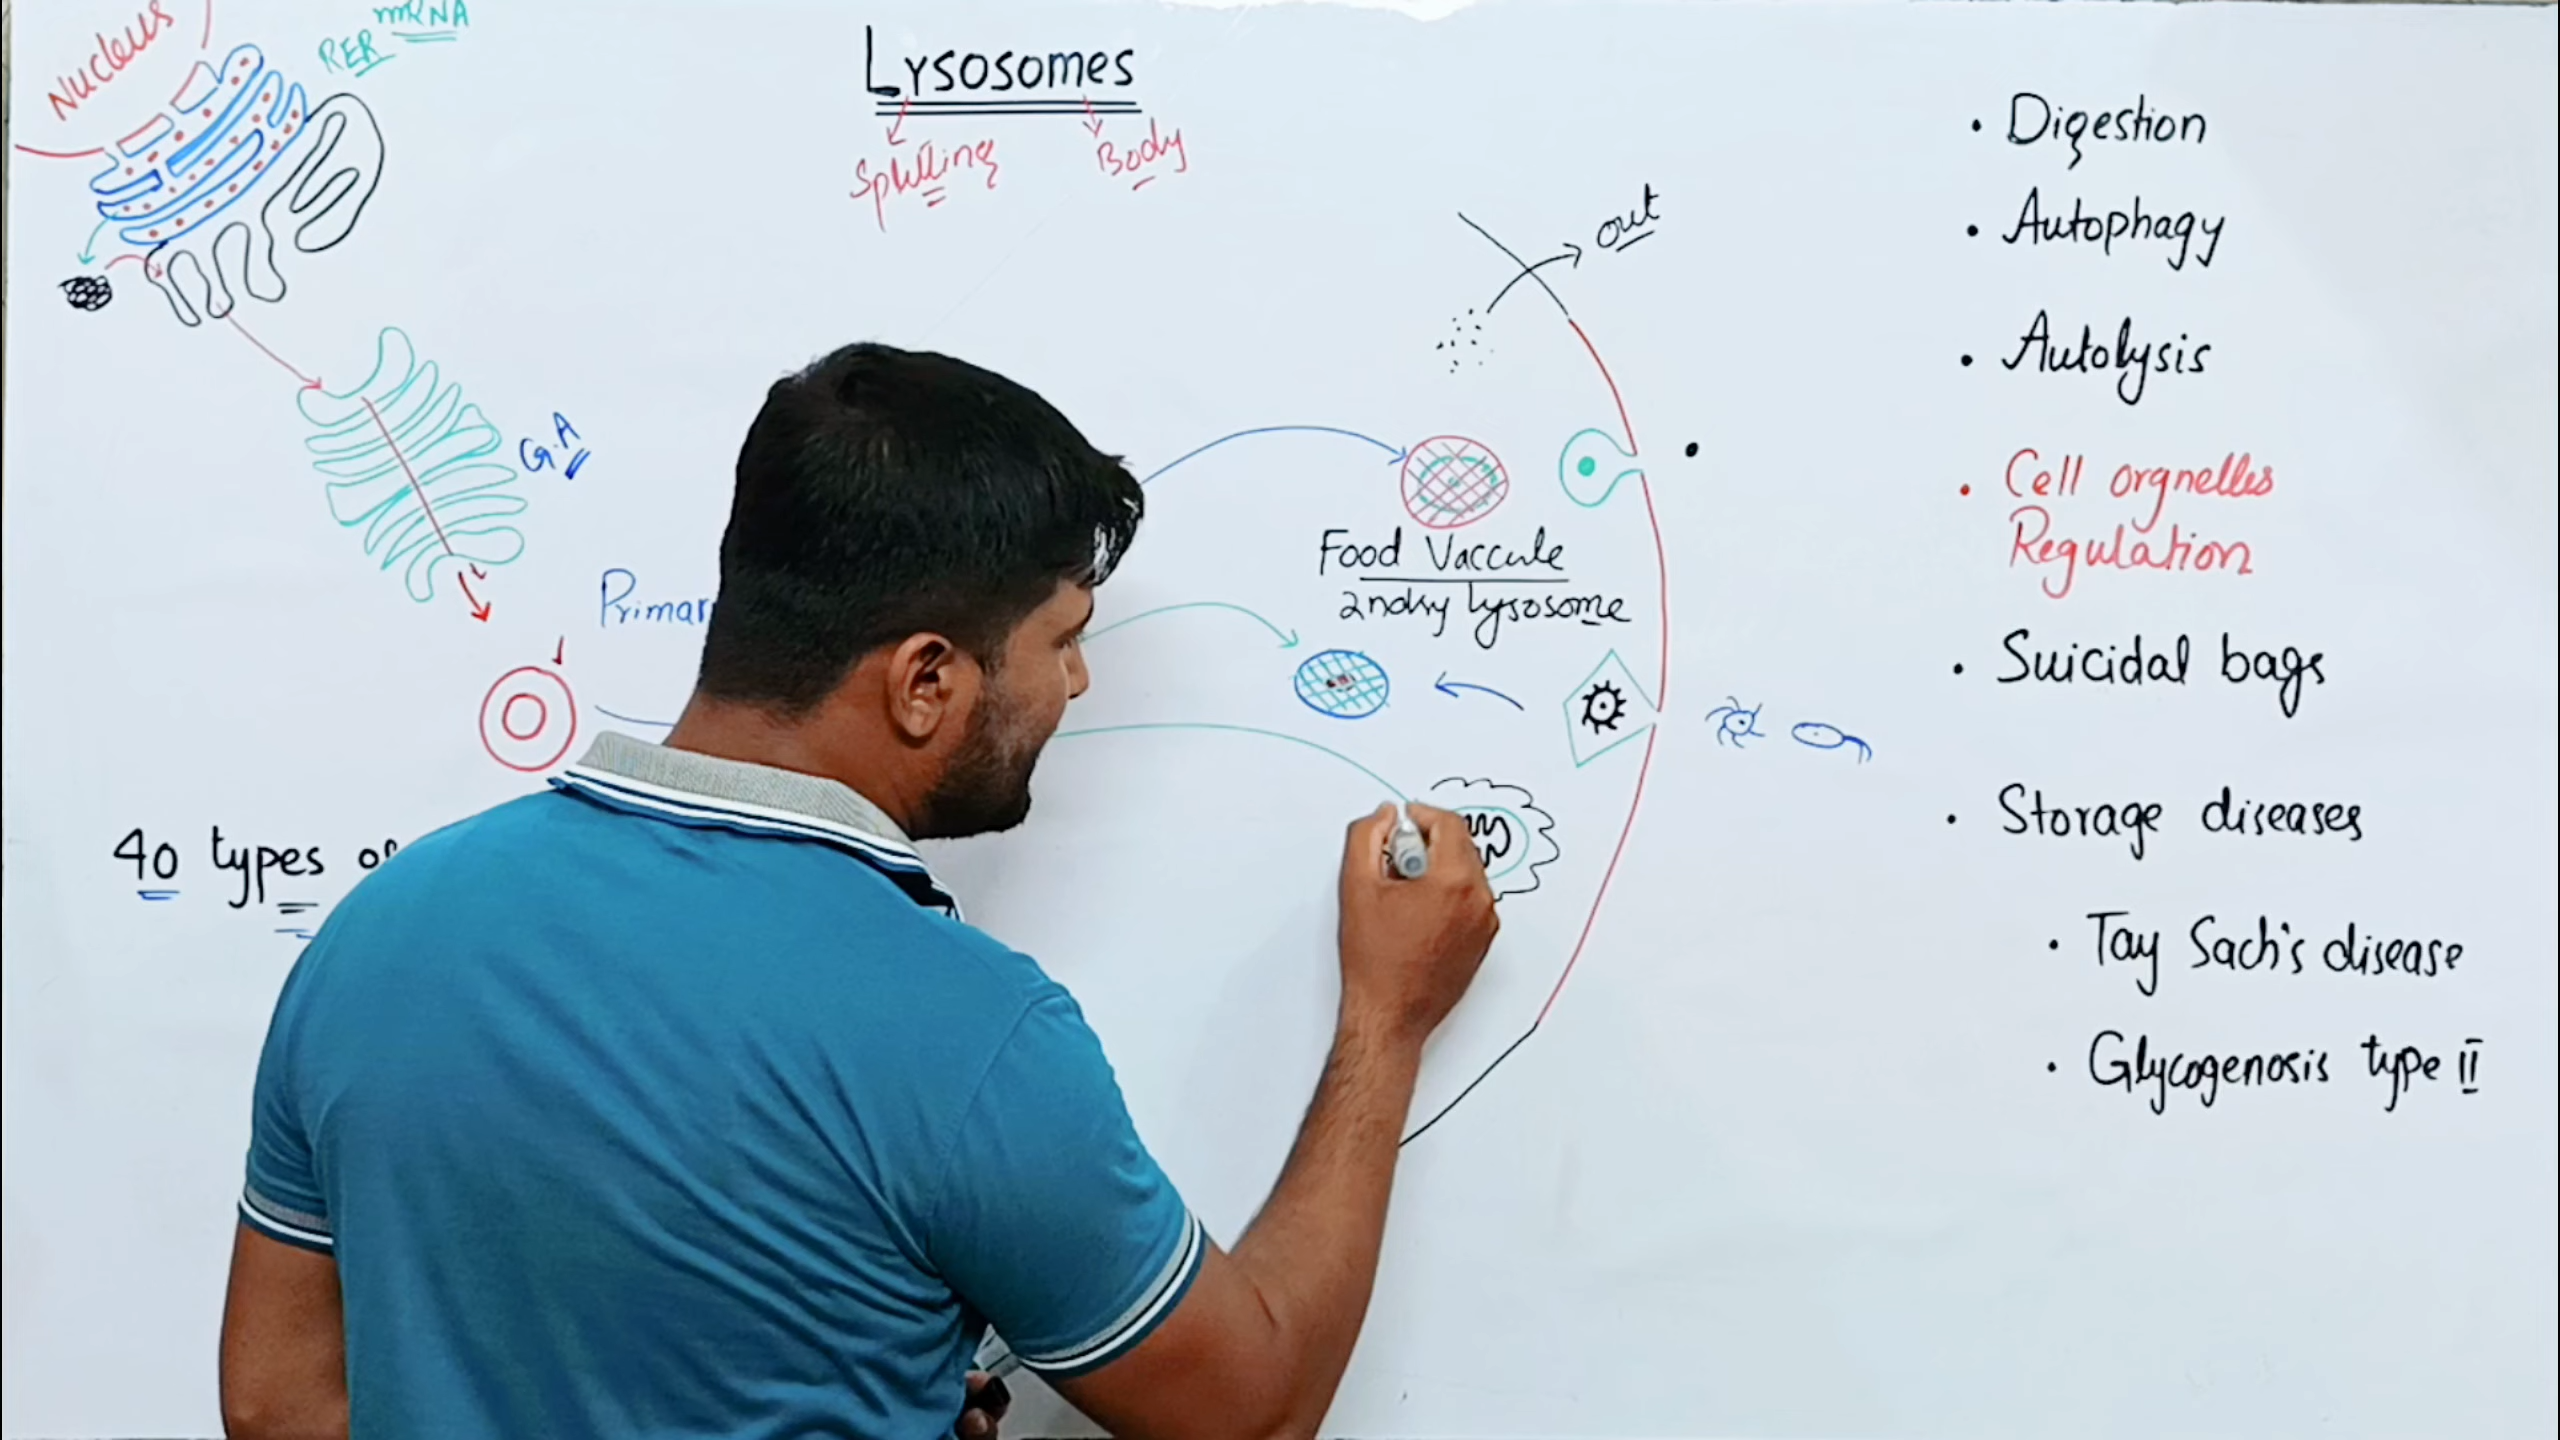 Nucleus
mRNA
RER
Lysosomes
Splitting
Body
out
G.A
Food Vaccule
2ndry Lysosome
40 types
• Digestion
• Autophagy
• Autolysis
• Cell orgnelles
Regulation
• Suicidal bags
• Storage diseases
• Tay Sach's disease
• Glycogenosis type II